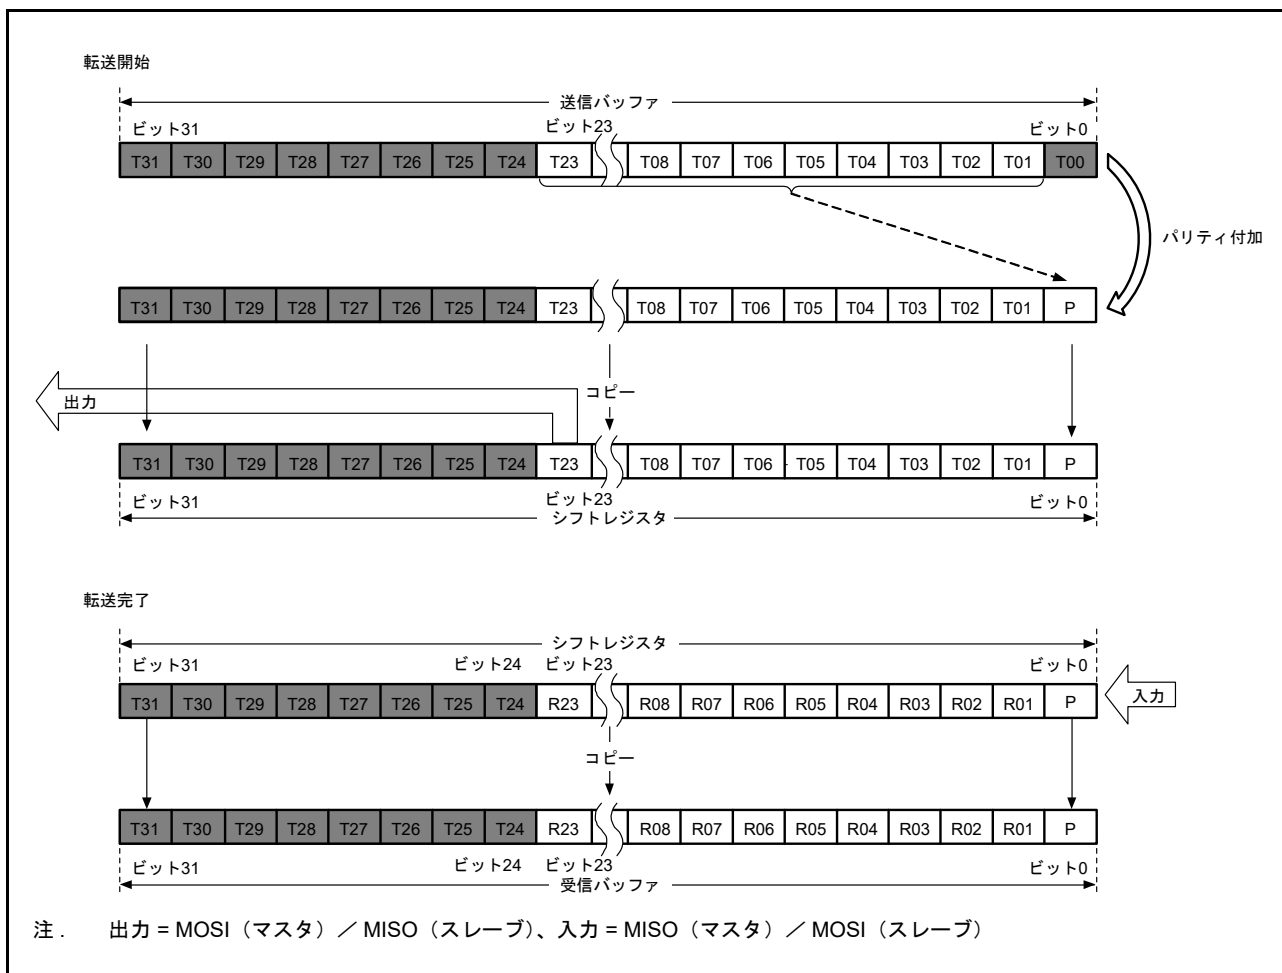 転送開始
送信バッファ
ビット31 ビット23 ビット0
T31 T30 T29 T28 T27 T26 T25 T24 T23 T08 T07 T06 T05 T04 T03 T02 T01 T00
パリティ付加
T31 T30 T29 T28 T27 T26 T25 T24 T23 T08 T07 T06 T05 T04 T03 T02 T01 P
コピー
出力
T31 T30 T29 T28 T27 T26 T25 T24 T23 T08 T07 T06 T05 T04 T03 T02 T01 P
ビット31 ビット23 ビット0
シフトレジスタ
転送完了
シフトレジスタ
ビット31 ビット24 ビット23 ビット0
T31 T30 T29 T28 T27 T26 T25 T24 R23 R08 R07 R06 R05 R04 R03 R02 R01 P
入力
コピー
T31 T30 T29 T28 T27 T26 T25 T24 R23 R08 R07 R06 R05 R04 R03 R02 R01 P
ビット31 ビット24 ビット23 ビット0
受信バッファ
注． 出力 = MOSI（マスタ）／ MISO（スレーブ）、入力 = MISO（マスタ）／ MOSI（スレーブ）